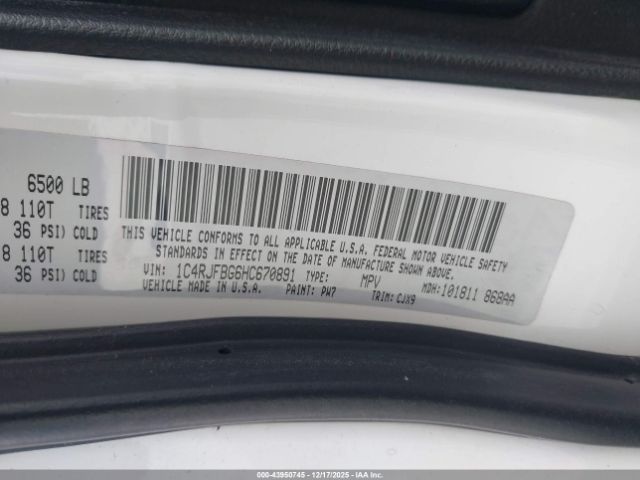 6500 LB
8 110T TIRES
36 PSI) COLD
8 110T TIRES
36 PSI) COLD
THIS VEHICLE CONFORMS TO ALL APPLICABLE U.S.A. FEDERAL MOTOR VEHICLE SAFETY
STANDARDS IN EFFECT ON THE DATE OF MANUFACTURE SHOWN ABOVE.
VIN: 1C4RJFBG6HC670891 TYPE: MPV MDH: 101811 868AA
VEHICLE MADE IN U.S.A. PAINT: PW7 TRIM: CJX9
000-43950745 - 12/17/2025 - IAA Inc.